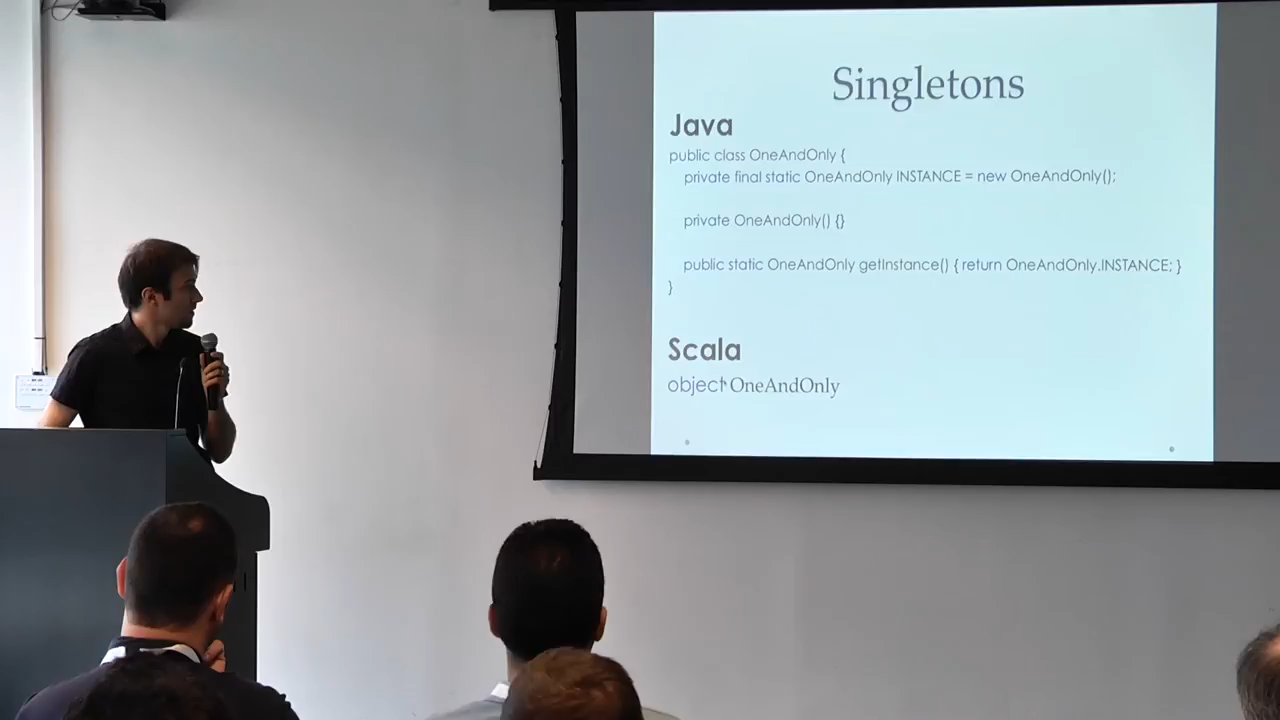 Singletons
Java
public class OneAndOnly {
private final static OneAndOnly INSTANCE = new OneAndOnly();
private OneAndOnly() {}
public static OneAndOnly getInstance() { return OneAndOnly.INSTANCE; }
}
Scala
object OneAndOnly